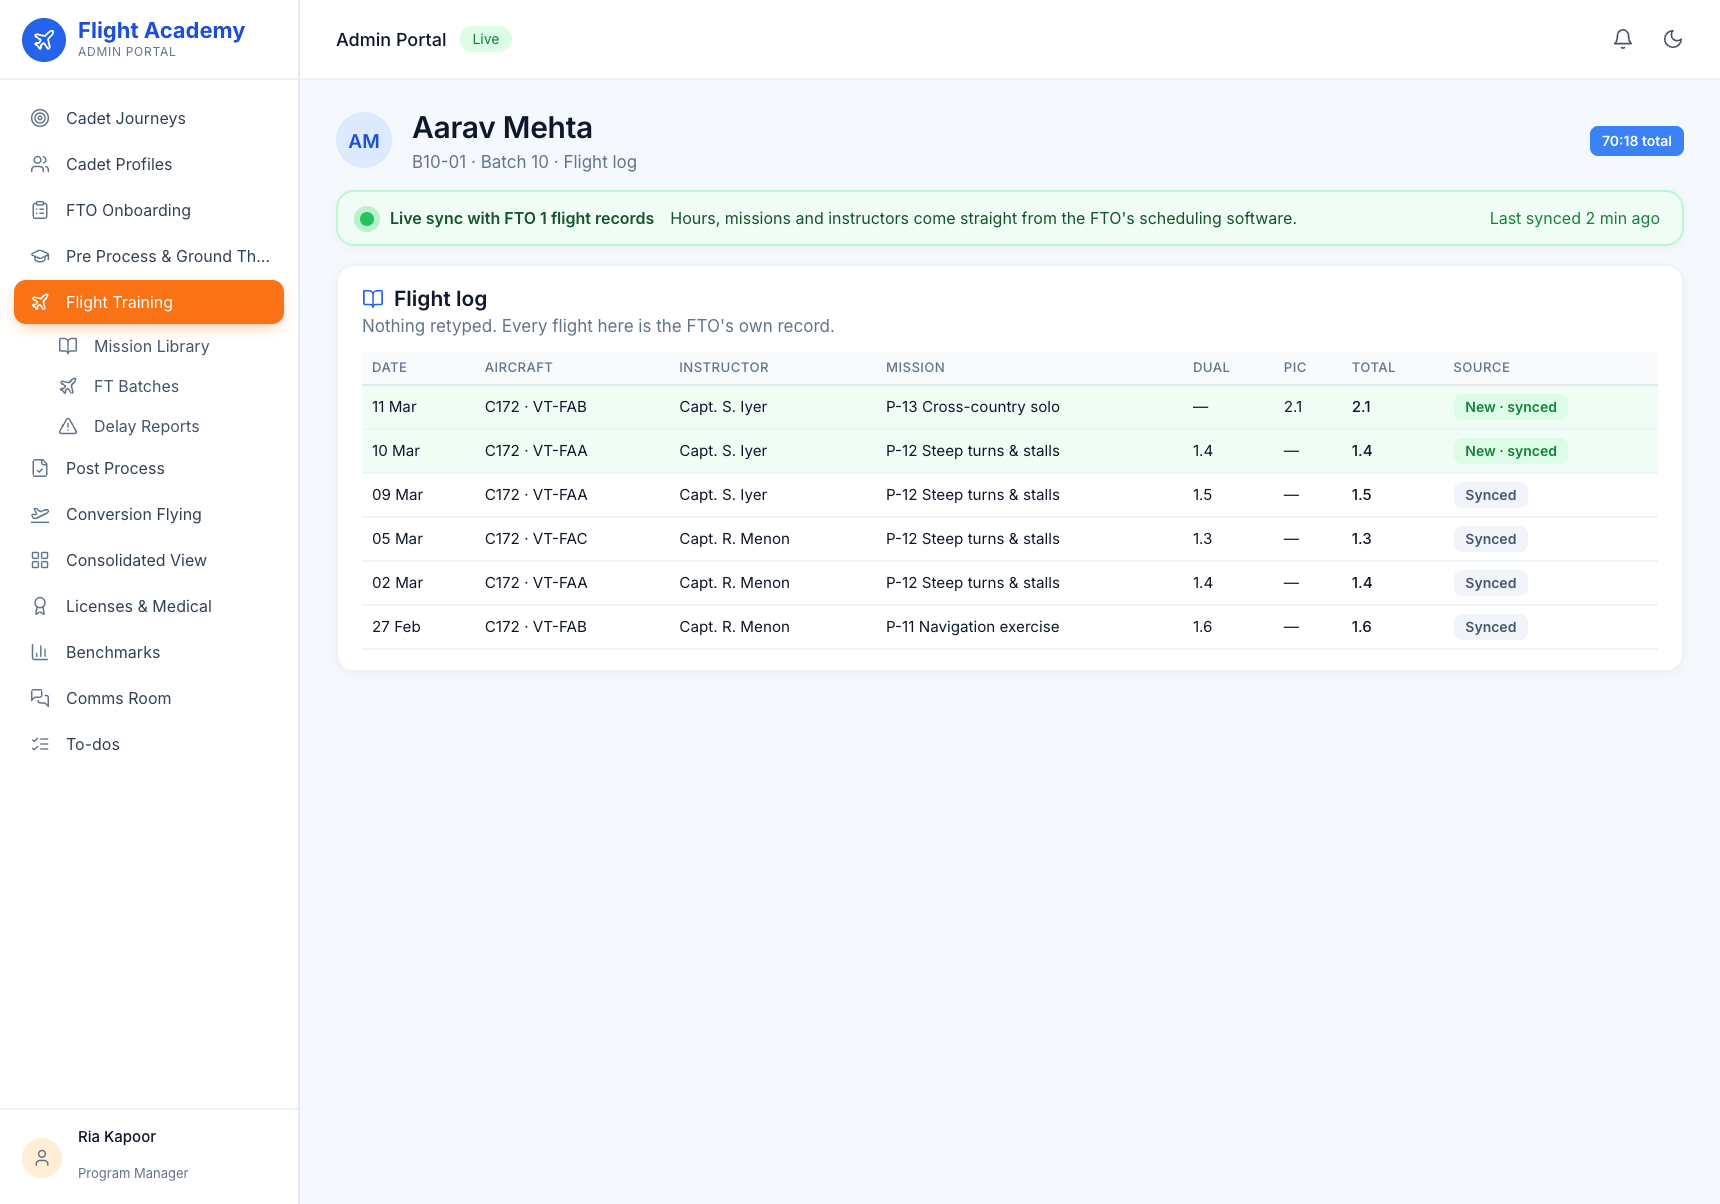 Flight Academy
ADMIN PORTAL
Cadet Journeys
Cadet Profiles
FTO Onboarding
Pre Process & Ground Th...
Flight Training
Mission Library
FT Batches
Delay Reports
Post Process
Conversion Flying
Consolidated View
Licenses & Medical
Benchmarks
Comms Room
To-dos
Ria Kapoor
Program Manager
Admin Portal Live
AM
Aarav Mehta
B10-01 · Batch 10 · Flight log
70:18 total
Live sync with FTO 1 flight records Hours, missions and instructors come straight from the FTO's scheduling software. Last synced 2 min ago
Flight log
Nothing retyped. Every flight here is the FTO's own record.
DATE AIRCRAFT INSTRUCTOR MISSION DUAL PIC TOTAL SOURCE
11 Mar C172 · VT-FAB Capt. S. Iyer P-13 Cross-country solo — 2.1 2.1 New · synced
10 Mar C172 · VT-FAA Capt. S. Iyer P-12 Steep turns & stalls 1.4 — 1.4 New · synced
09 Mar C172 · VT-FAA Capt. S. Iyer P-12 Steep turns & stalls 1.5 — 1.5 Synced
05 Mar C172 · VT-FAC Capt. R. Menon P-12 Steep turns & stalls 1.3 — 1.3 Synced
02 Mar C172 · VT-FAA Capt. R. Menon P-12 Steep turns & stalls 1.4 — 1.4 Synced
27 Feb C172 · VT-FAB Capt. R. Menon P-11 Navigation exercise 1.6 — 1.6 Synced